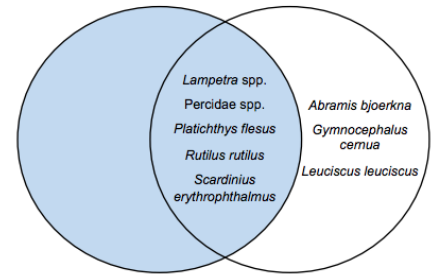 Lampetra spp.
Percidae spp.
Platichthys flesus
Rutilus rutilus
Scardinius
erythrophthalmus
Abramis bjoerkna
Gymnocephalus
cernua
Leuciscus leuciscus